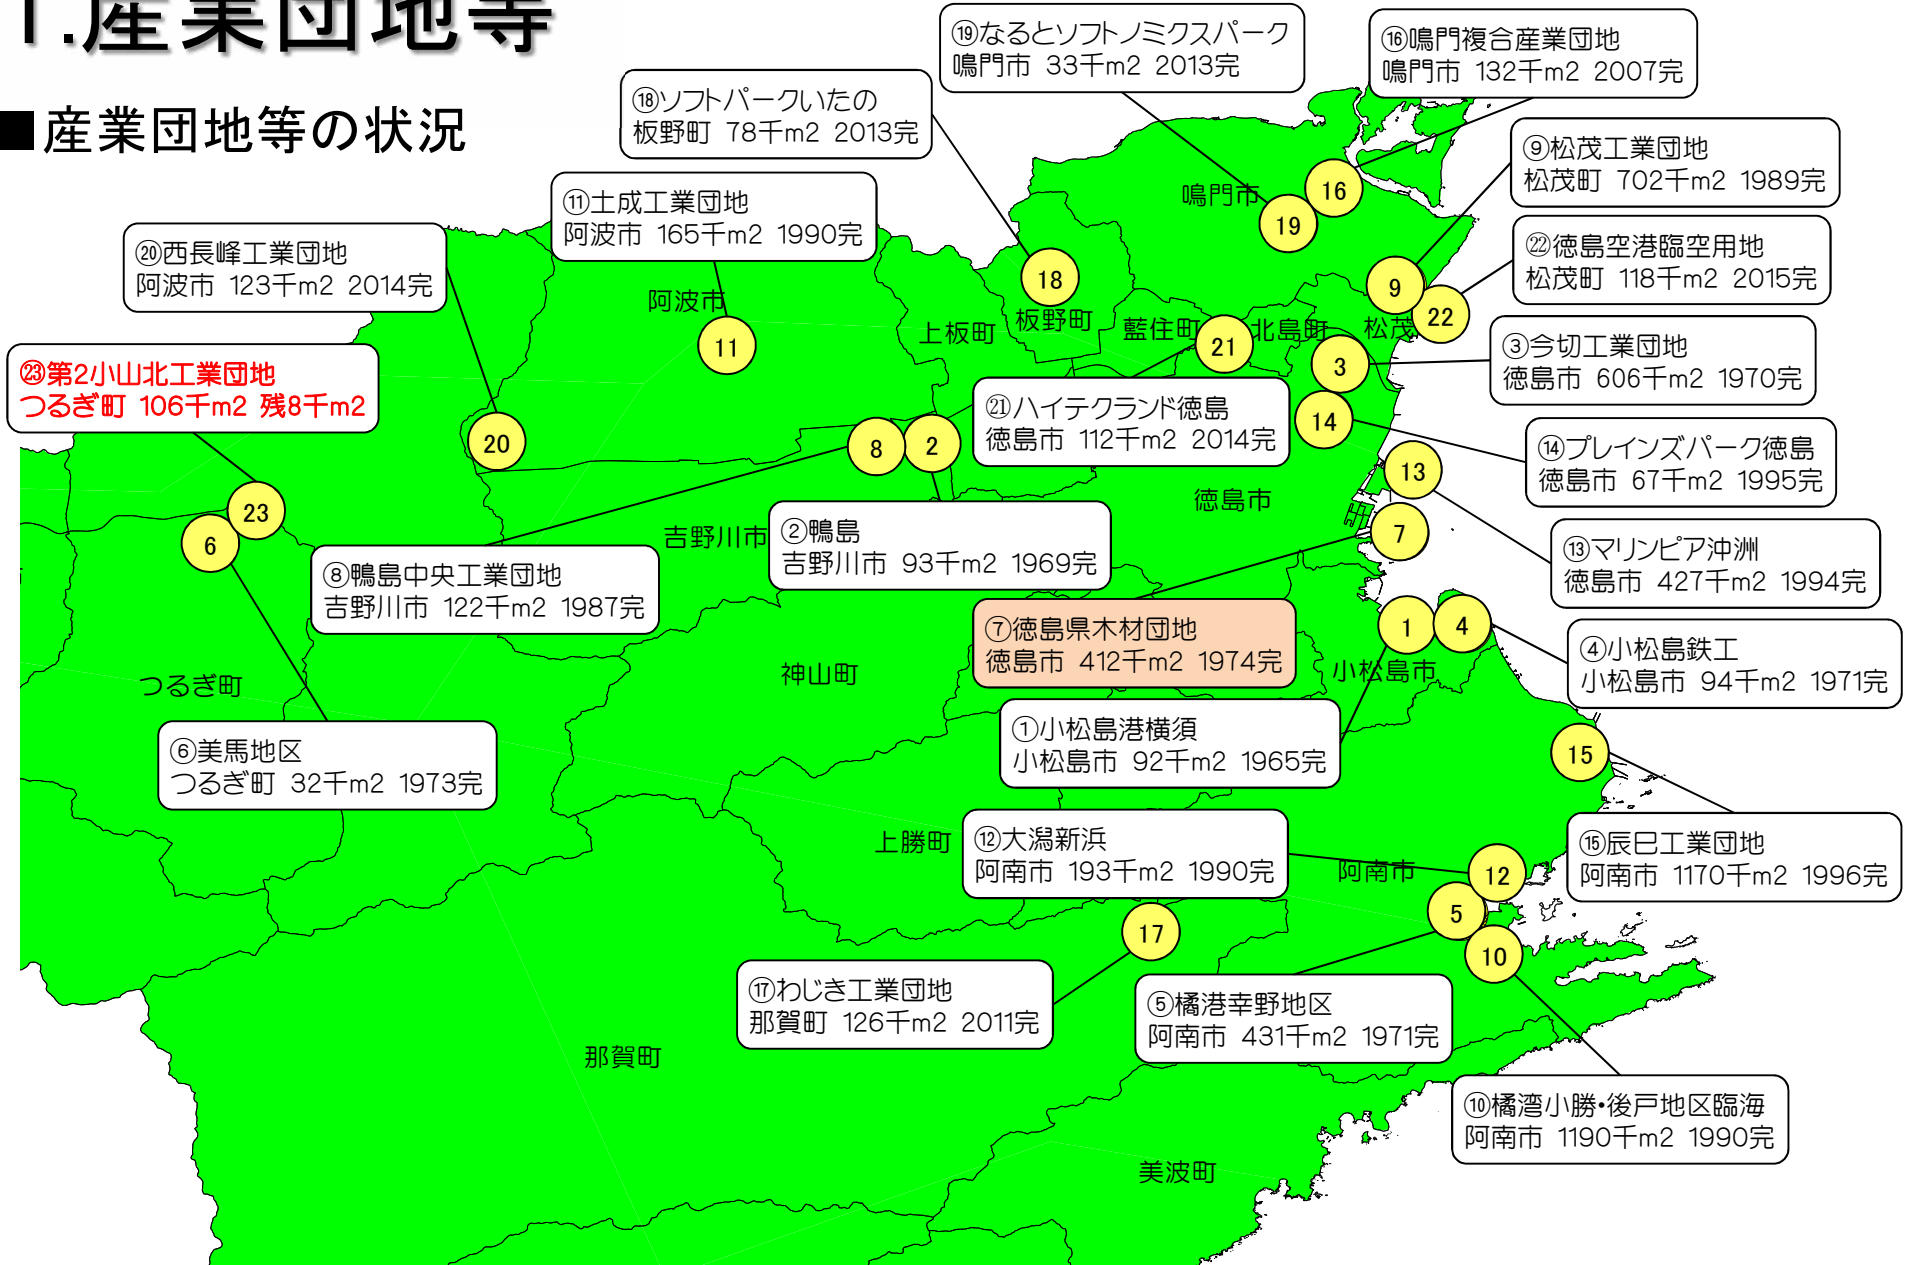 1.産業団地等
■産業団地等の状況
⑲なるとソフトノミクスパーク
鳴門市 33千m2 2013完
⑯鳴門複合産業団地
鳴門市 132千m2 2007完
⑱ソフトパークいたの
板野町 78千m2 2013完
⑨松茂工業団地
松茂町 702千m2 1989完
⑪土成工業団地
阿波市 165千m2 1990完
⑳西長峰工業団地
阿波市 123千m2 2014完
㉒徳島空港臨空用地
松茂町 118千m2 2015完
③今切工業団地
徳島市 606千m2 1970完
㉓第2小山北工業団地
つるぎ町 106千m2 残8千m2
㉑ハイテクランド徳島
徳島市 112千m2 2014完
⑭ブレインズパーク徳島
徳島市 67千m2 1995完
②鴨島
吉野川市 93千m2 1969完
⑬マリンピア沖洲
徳島市 427千m2 1994完
⑧鴨島中央工業団地
吉野川市 122千m2 1987完
⑦徳島県木材団地
徳島市 412千m2 1974完
④小松島鉄工
小松島市 94千m2 1971完
①小松島港横須
小松島市 92千m2 1965完
⑥美馬地区
つるぎ町 32千m2 1973完
⑫大潟新浜
阿南市 193千m2 1990完
⑮辰巳工業団地
阿南市 1170千m2 1996完
⑰わじき工業団地
那賀町 126千m2 2011完
⑤橘港幸野地区
阿南市 431千m2 1971完
⑩橘湾小勝・後戸地区臨海
阿南市 1190千m2 1990完
鳴門市
阿波市
上板町
板野町
藍住町
北島町
松茂
徳島市
吉野川市
神山町
小松島市
つるぎ町
上勝町
阿南市
那賀町
美波町
16
19
18
9
22
11
21
3
14
20
8
2
13
23
6
7
1
4
15
12
5
17
10